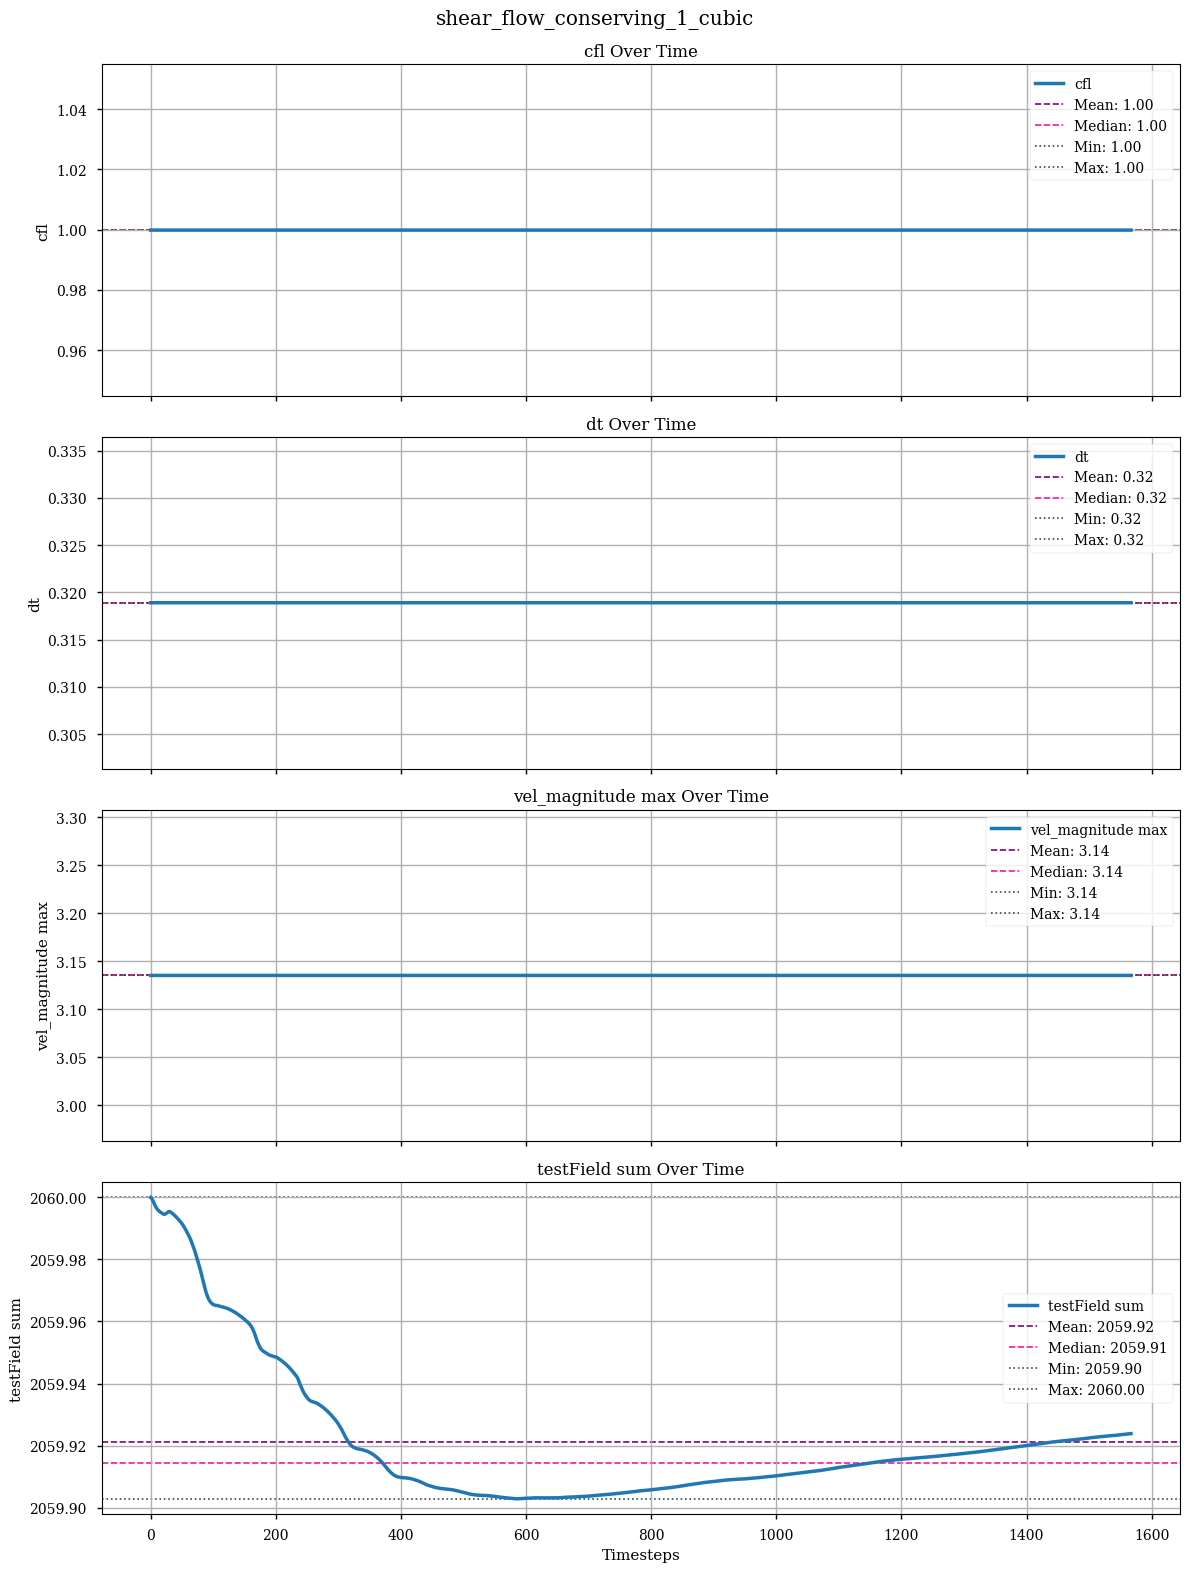 shear_flow_conserving_1_cubic
cfl Over Time
cfl
1.04
1.02
1.00
0.98
0.96
cfl
Mean: 1.00
Median: 1.00
Min: 1.00
Max: 1.00
dt Over Time
dt
0.335
0.330
0.325
0.320
0.315
0.310
0.305
dt
Mean: 0.32
Median: 0.32
Min: 0.32
Max: 0.32
vel_magnitude max Over Time
vel_magnitude max
3.30
3.25
3.20
3.15
3.10
3.05
3.00
vel_magnitude max
Mean: 3.14
Median: 3.14
Min: 3.14
Max: 3.14
testField sum Over Time
testField sum
2060.00
2059.98
2059.96
2059.94
2059.92
2059.90
testField sum
Mean: 2059.92
Median: 2059.91
Min: 2059.90
Max: 2060.00
0 200 400 600 800 1000 1200 1400 1600
Timesteps